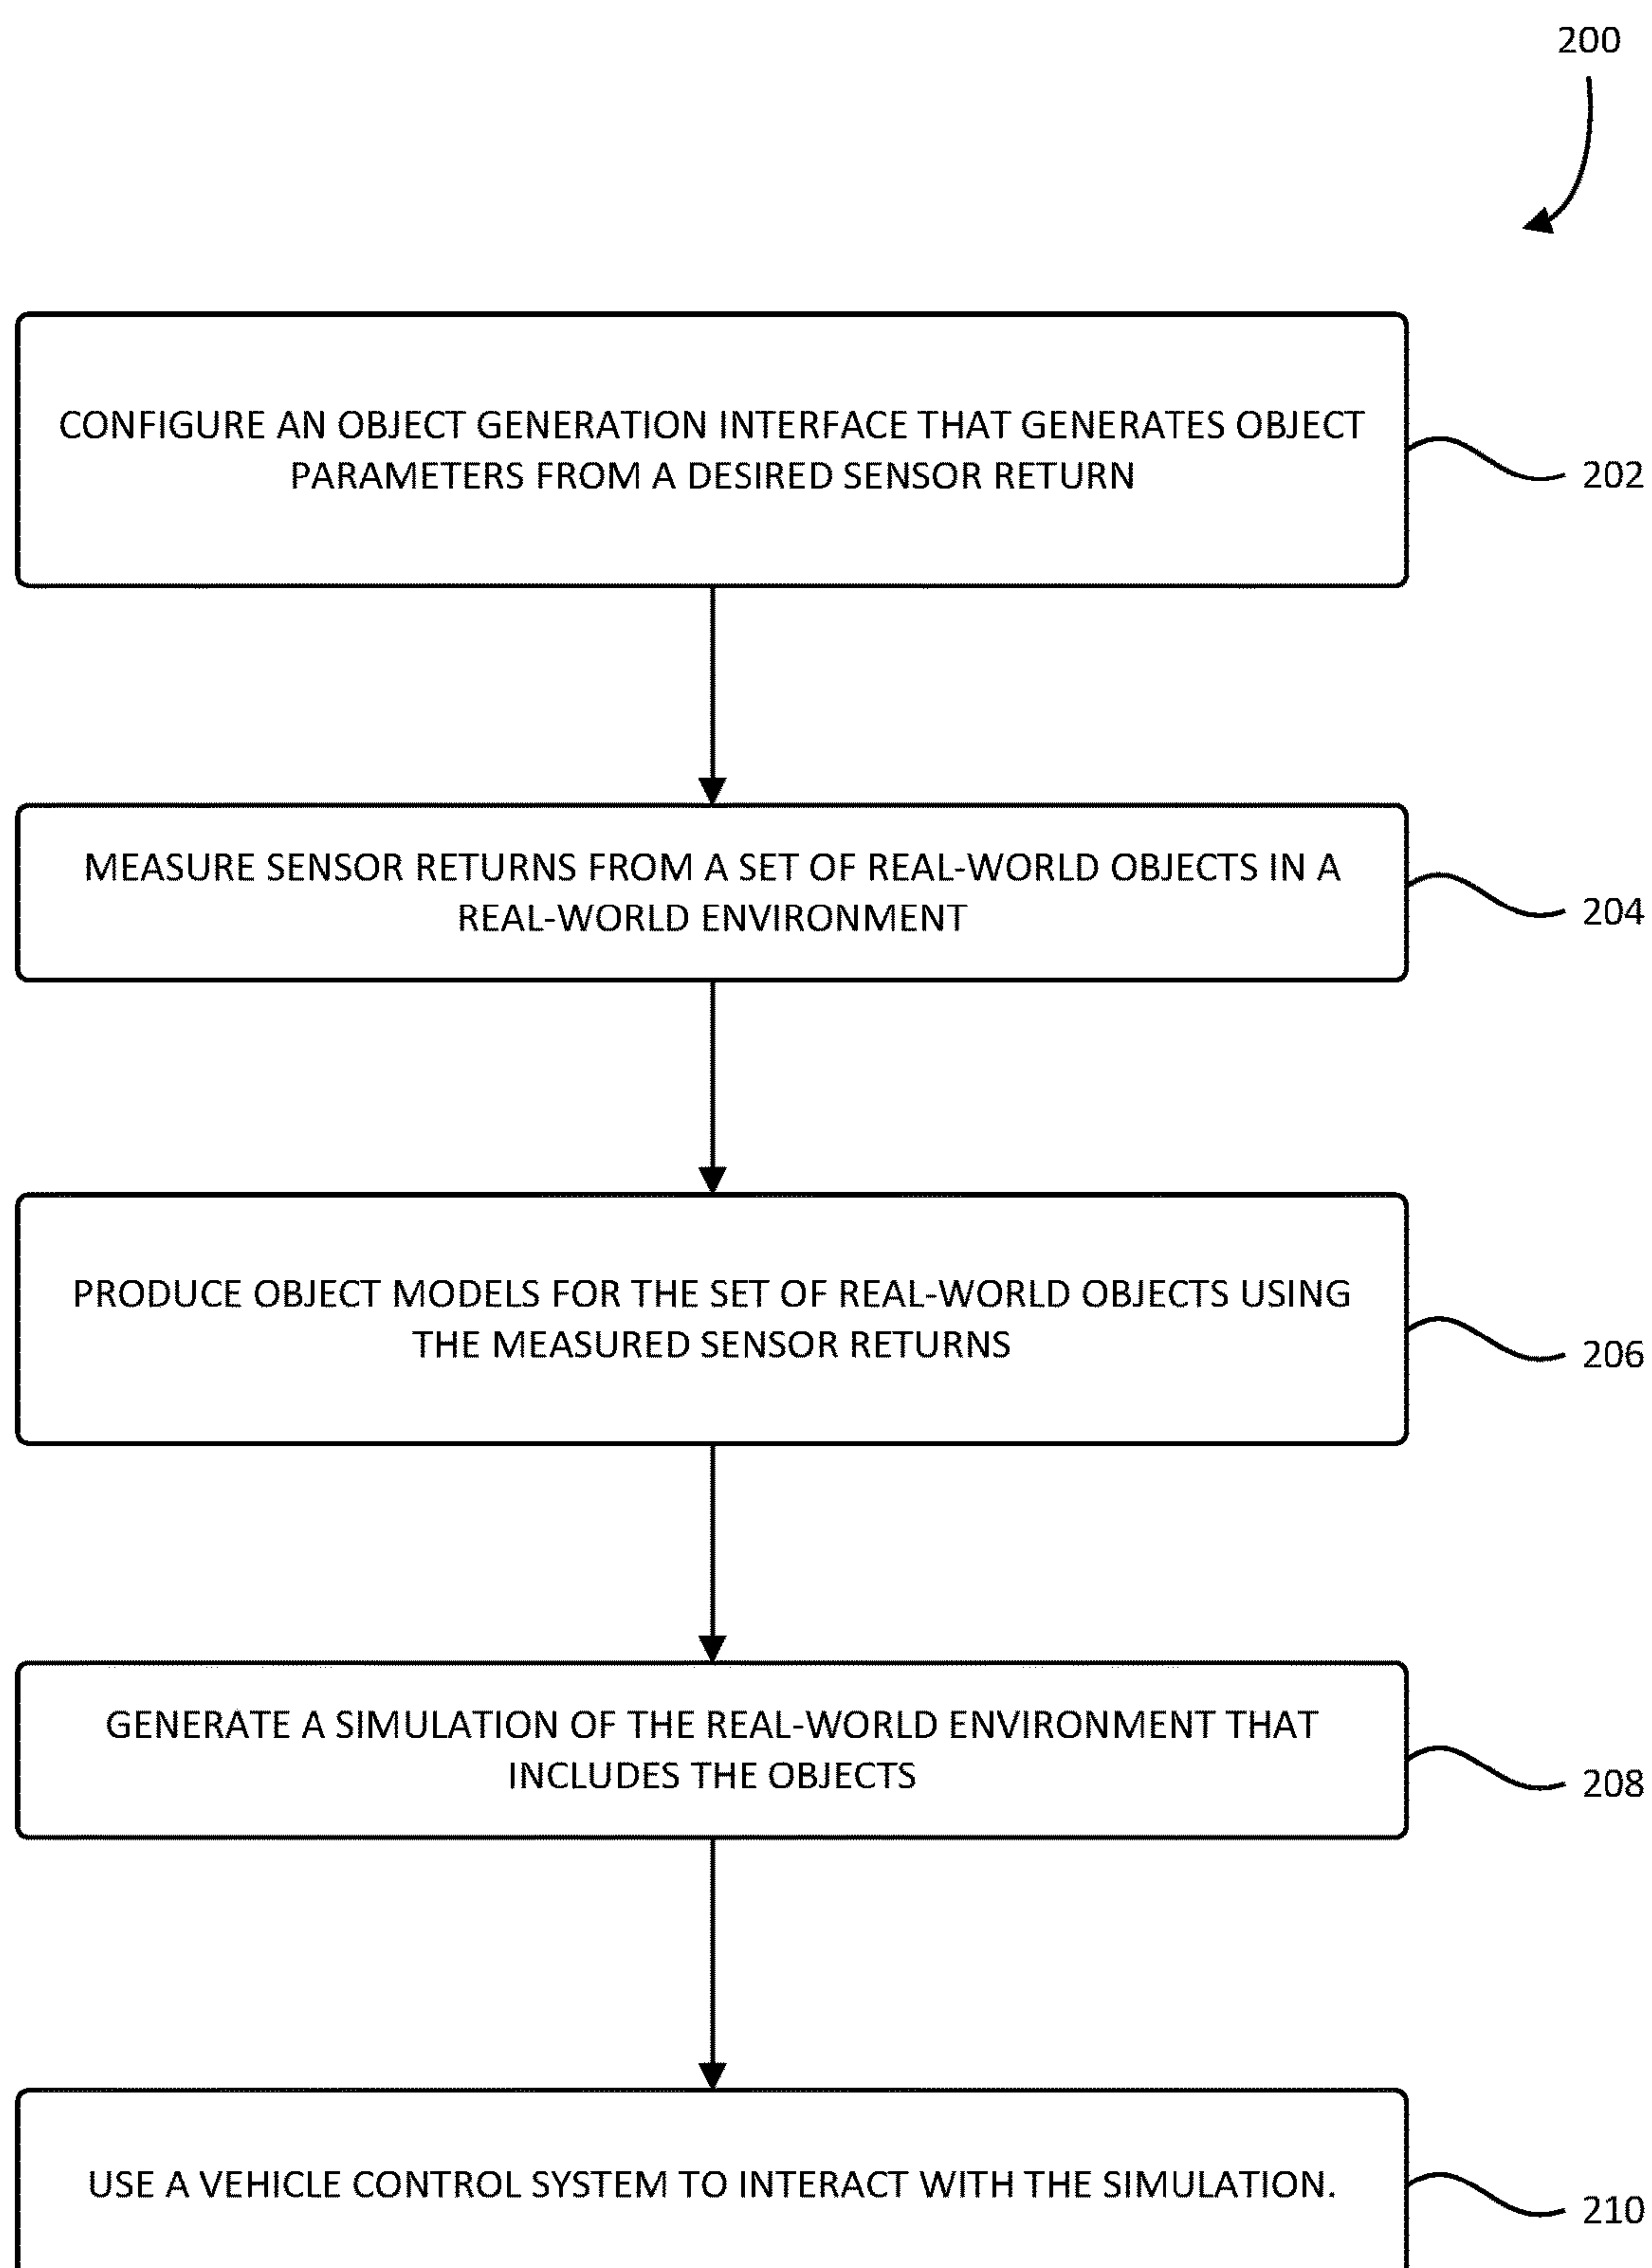 200
CONFIGURE AN OBJECT GENERATION INTERFACE THAT GENERATES OBJECT
PARAMETERS FROM A DESIRED SENSOR RETURN
202
MEASURE SENSOR RETURNS FROM A SET OF REAL-WORLD OBJECTS IN A
REAL-WORLD ENVIRONMENT
204
PRODUCE OBJECT MODELS FOR THE SET OF REAL-WORLD OBJECTS USING
THE MEASURED SENSOR RETURNS
206
GENERATE A SIMULATION OF THE REAL-WORLD ENVIRONMENT THAT
INCLUDES THE OBJECTS
208
USE A VEHICLE CONTROL SYSTEM TO INTERACT WITH THE SIMULATION.
210